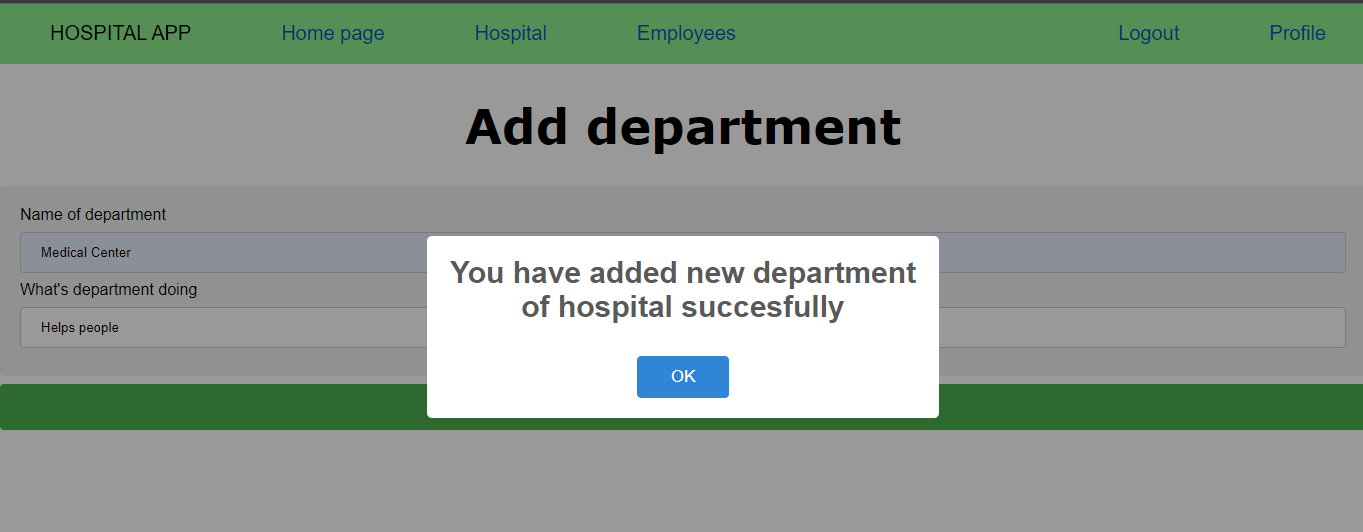 HOSPITAL APP Home page Hospital Employees Logout Profile
Add department
Name of department
Medical Center
What's department doing
Helps people
You have added new department
of hospital succesfully
OK